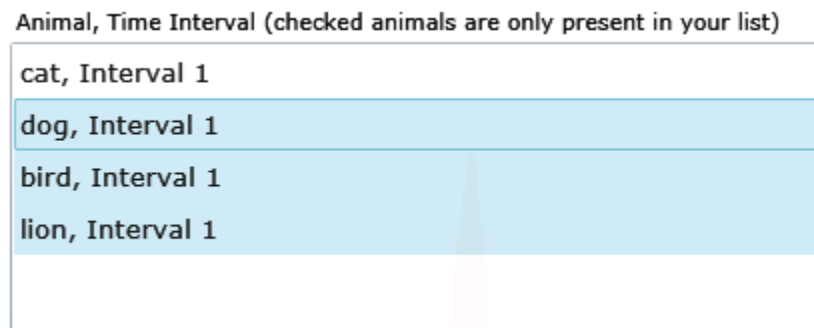 Animal, Time Interval (checked animals are only present in your list)
cat, Interval 1
dog, Interval 1
bird, Interval 1
lion, Interval 1